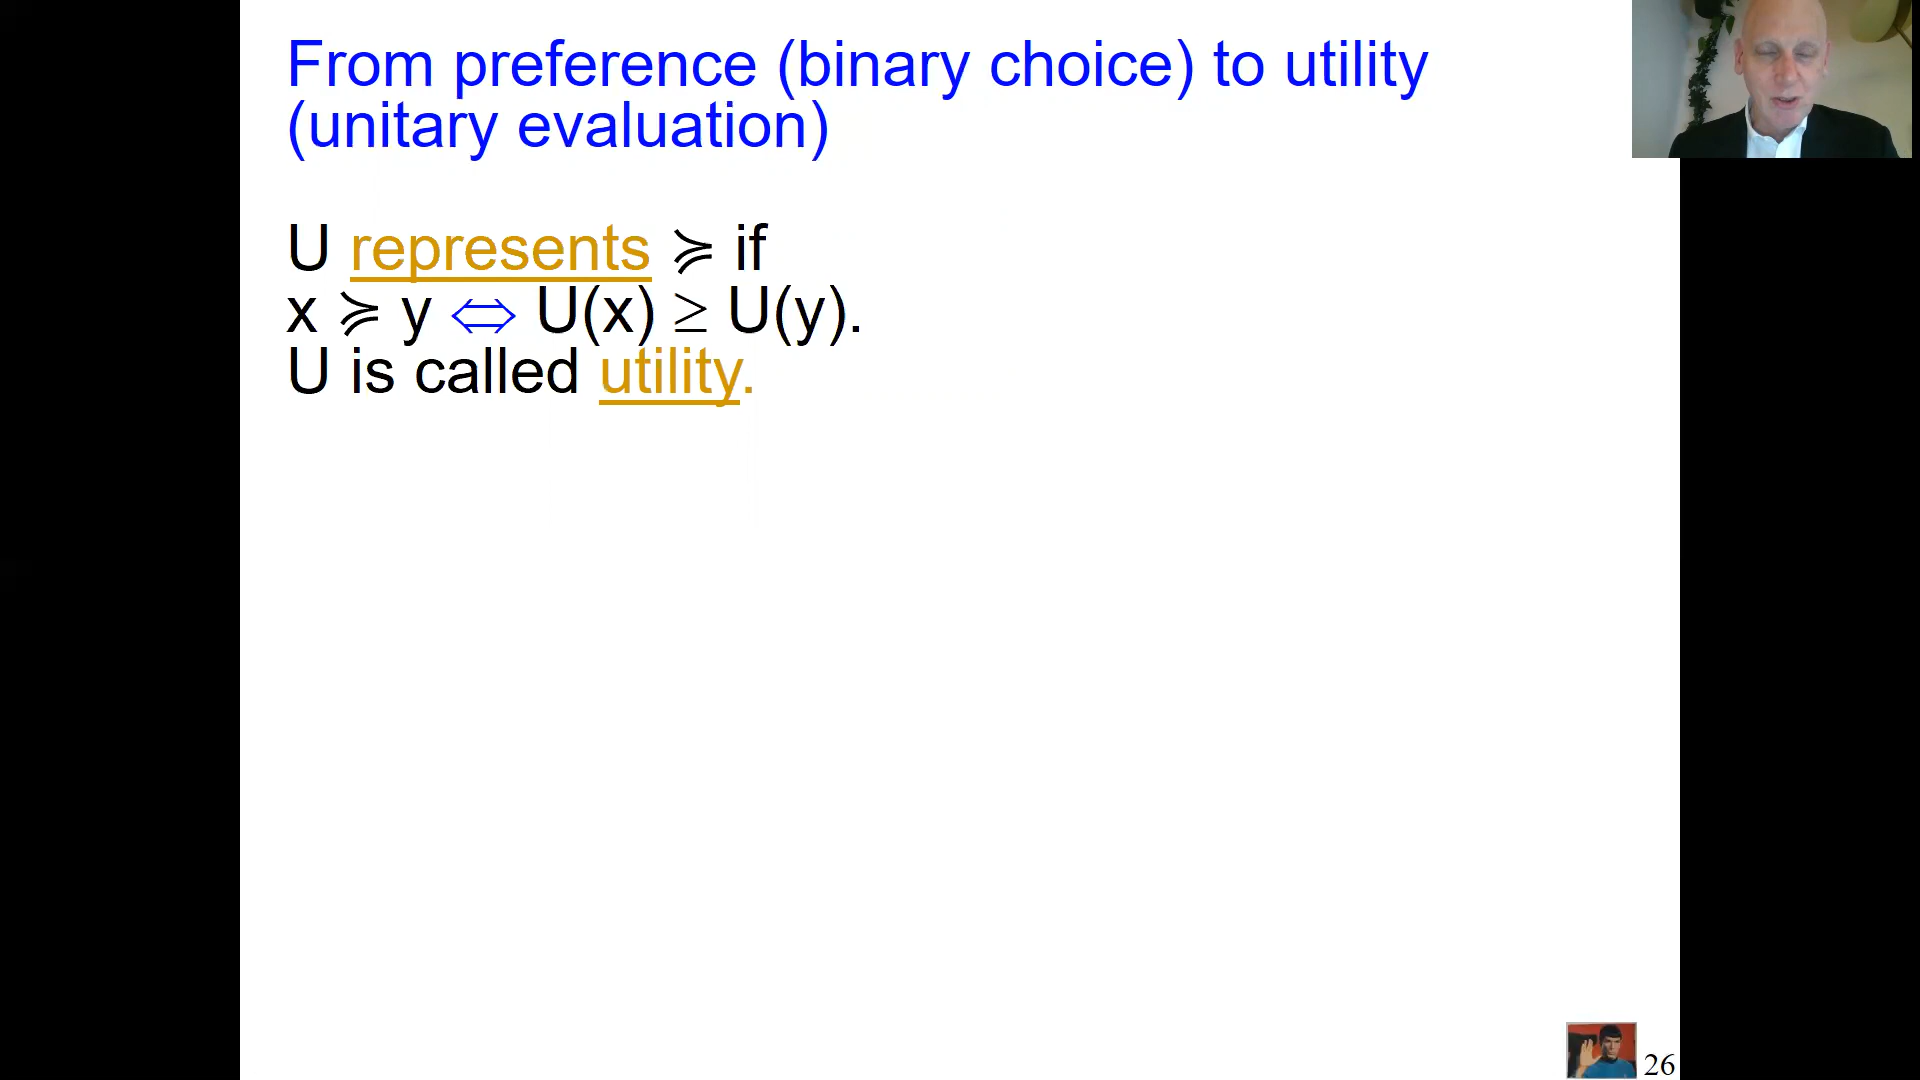 From preference (binary choice) to utility
(unitary evaluation)
U represents ≽ if
x ≽ y ⇔ U(x) ≥ U(y).
U is called utility.
26